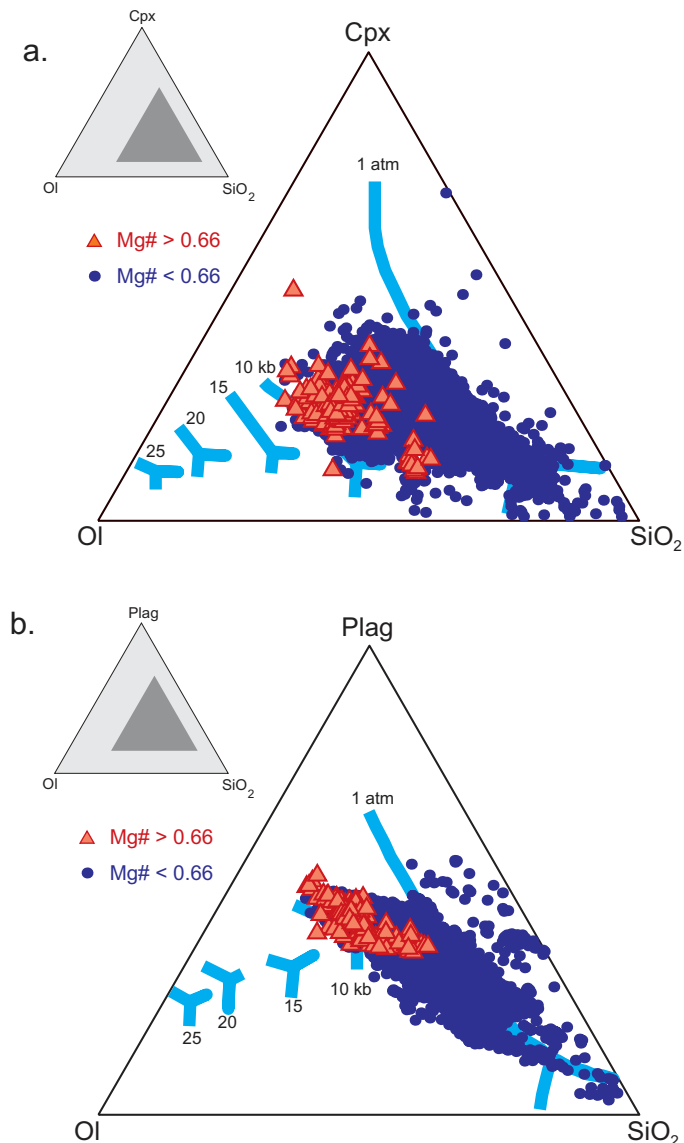 a.
Cpx
Cpx
Ol
SiO2
1 atm
Mg# > 0.66
Mg# < 0.66
10 kb
15
20
25
Ol
SiO2
b.
Plag
Plag
Ol
SiO2
1 atm
Mg# > 0.66
Mg# < 0.66
10 kb
15
20
25
Ol
SiO2